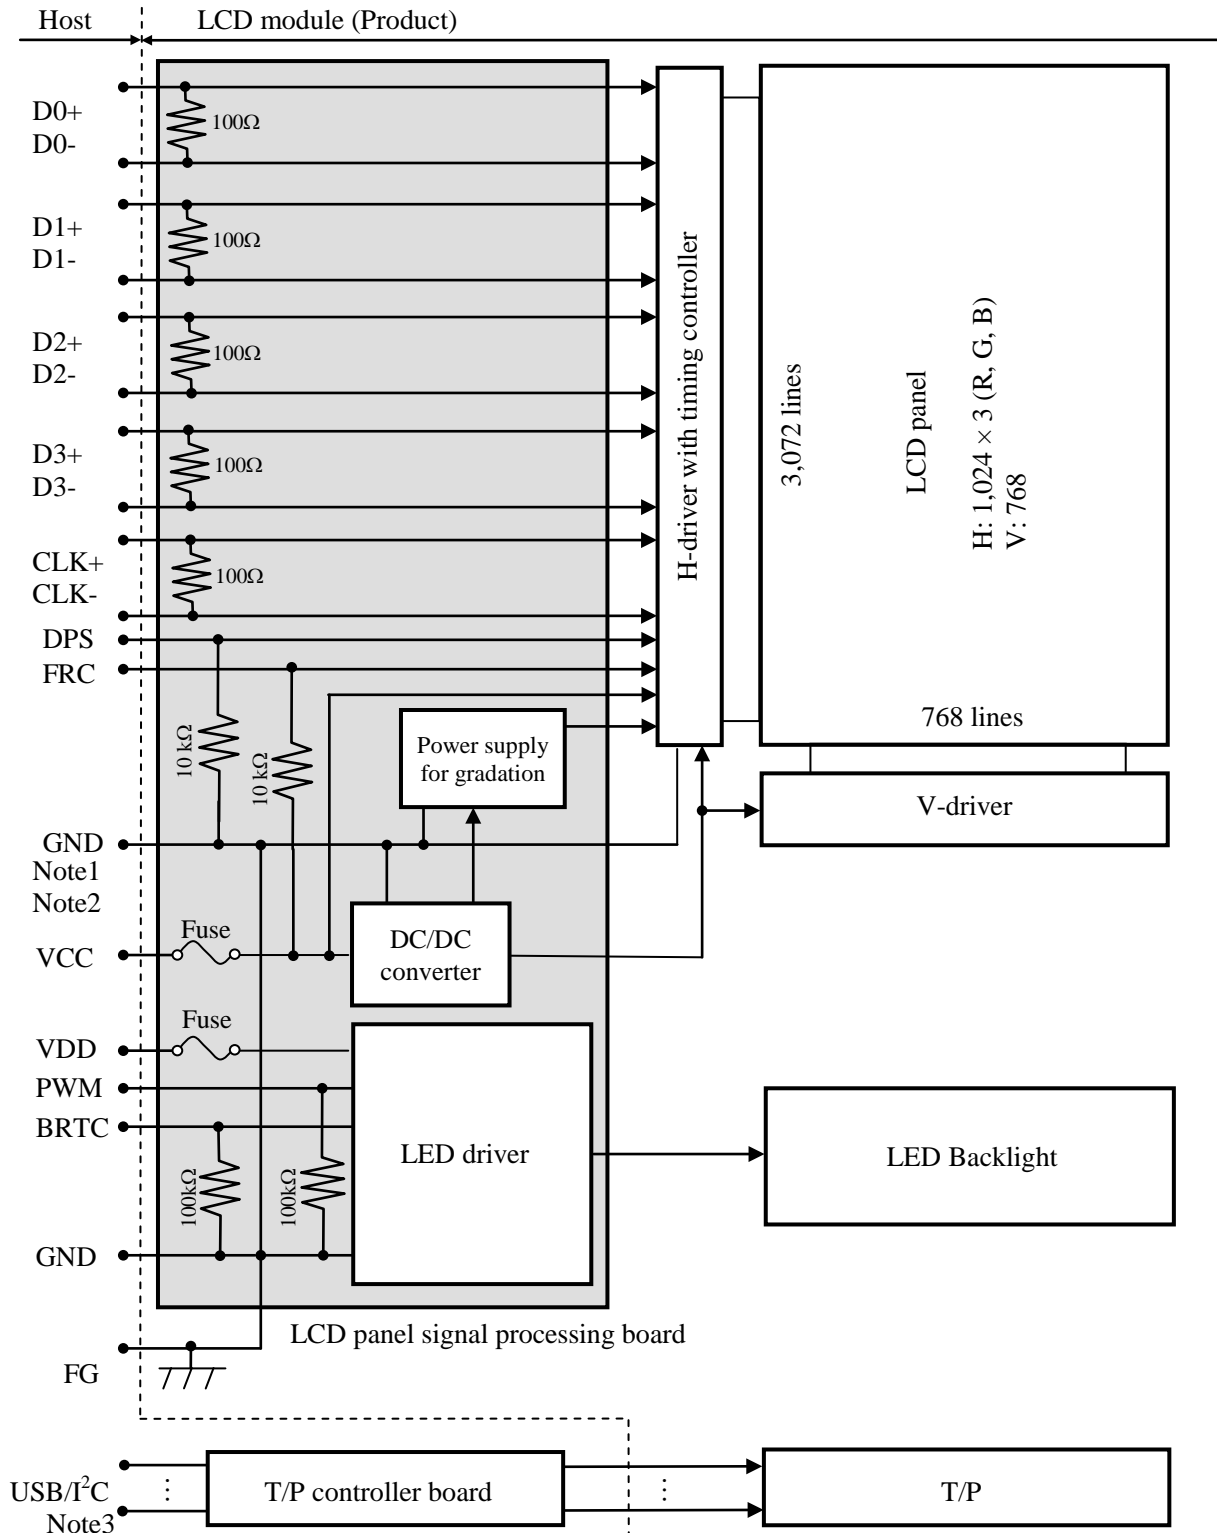 Host
LCD module (Product)
D0+
D0-
100Ω
D1+
D1-
100Ω
D2+
D2-
100Ω
D3+
D3-
100Ω
CLK+
CLK-
100Ω
DPS
FRC
10 kΩ
10 kΩ
Power supply
for gradation
H-driver with timing controller
3,072 lines
LCD panel
H: 1,024 × 3 (R, G, B)
V: 768
768 lines
V-driver
GND
Note1
Note2
VCC
Fuse
DC/DC
converter
VDD
Fuse
PWM
BRTC
100kΩ
100kΩ
LED driver
LED Backlight
GND
LCD panel signal processing board
FG
USB/I²C
Note3
T/P controller board
T/P